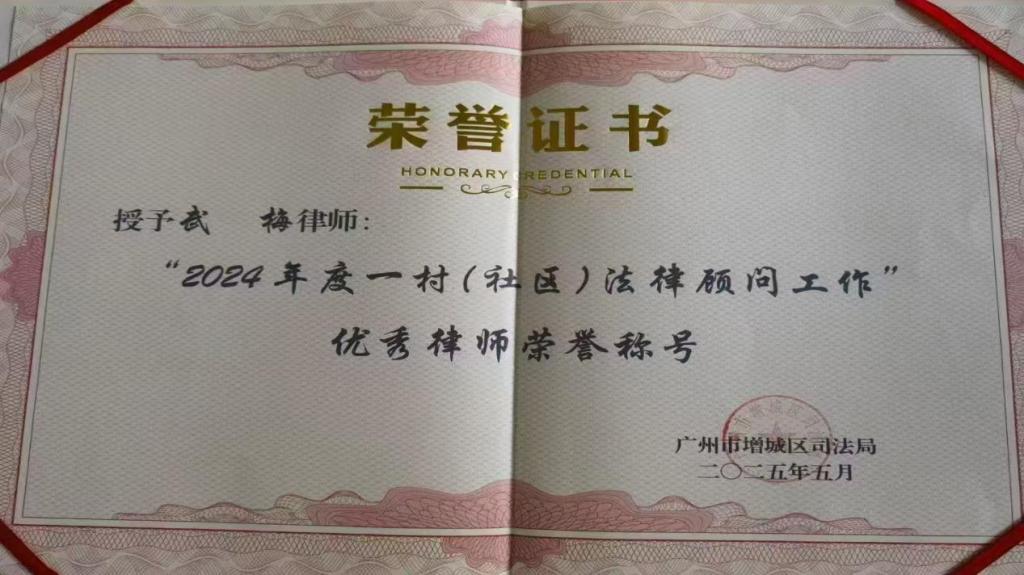 荣誉证书
HONORARY CREDENTIAL
授予武 梅律师:
“2024年度一村(社区)法律顾问工作”
优秀律师荣誉称号
广州市增城区司法局
二〇二五年五月